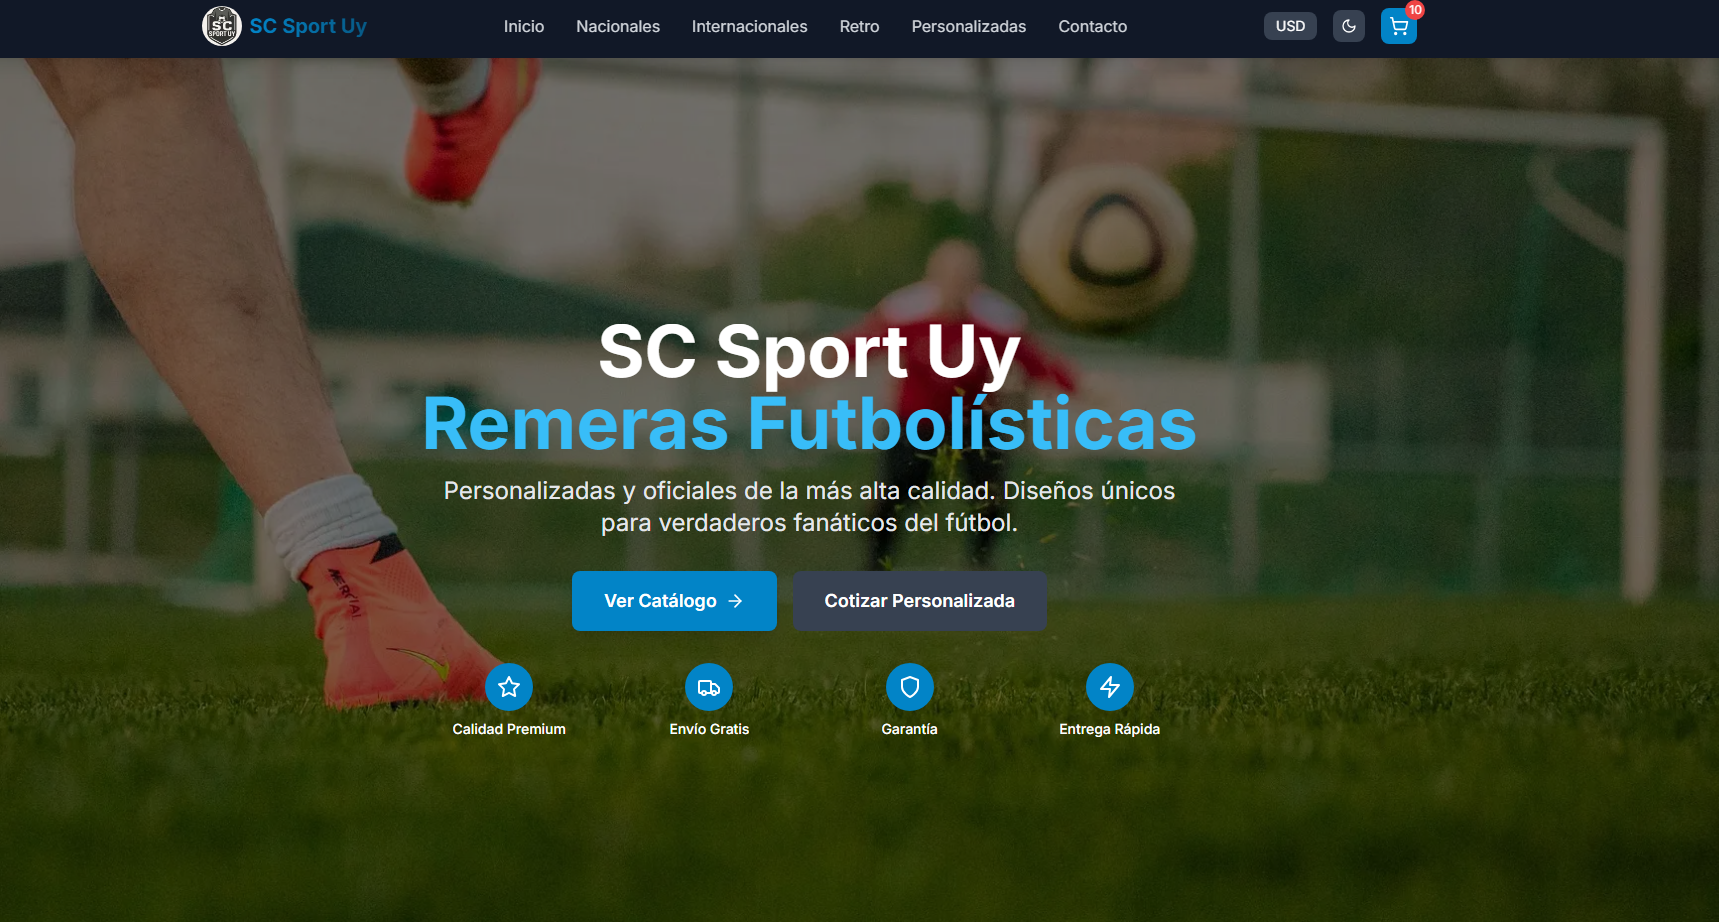 SC
SPORT UY
SC Sport Uy
Inicio
Nacionales
Internacionales
Retro
Personalizadas
Contacto
USD
10
SC Sport Uy
Remeras Futbolísticas
Personalizadas y oficiales de la más alta calidad. Diseños únicos
para verdaderos fanáticos del fútbol.
Ver Catálogo
Cotizar Personalizada
Calidad Premium
Envío Gratis
Garantía
Entrega Rápida